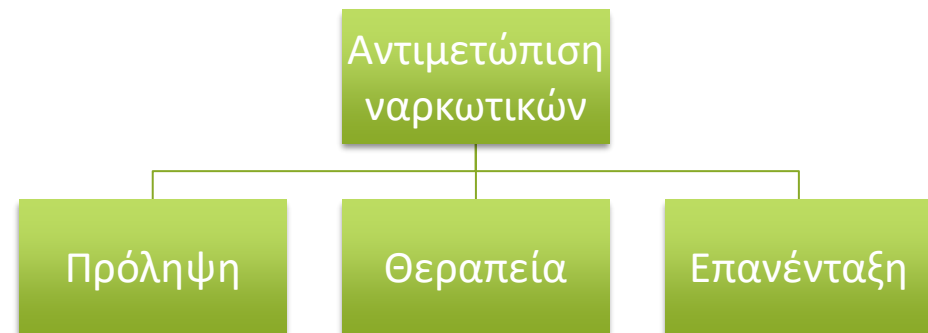 Αντιμετώπιση
ναρκωτικών
Πρόληψη
Θεραπεία
Επανένταξη